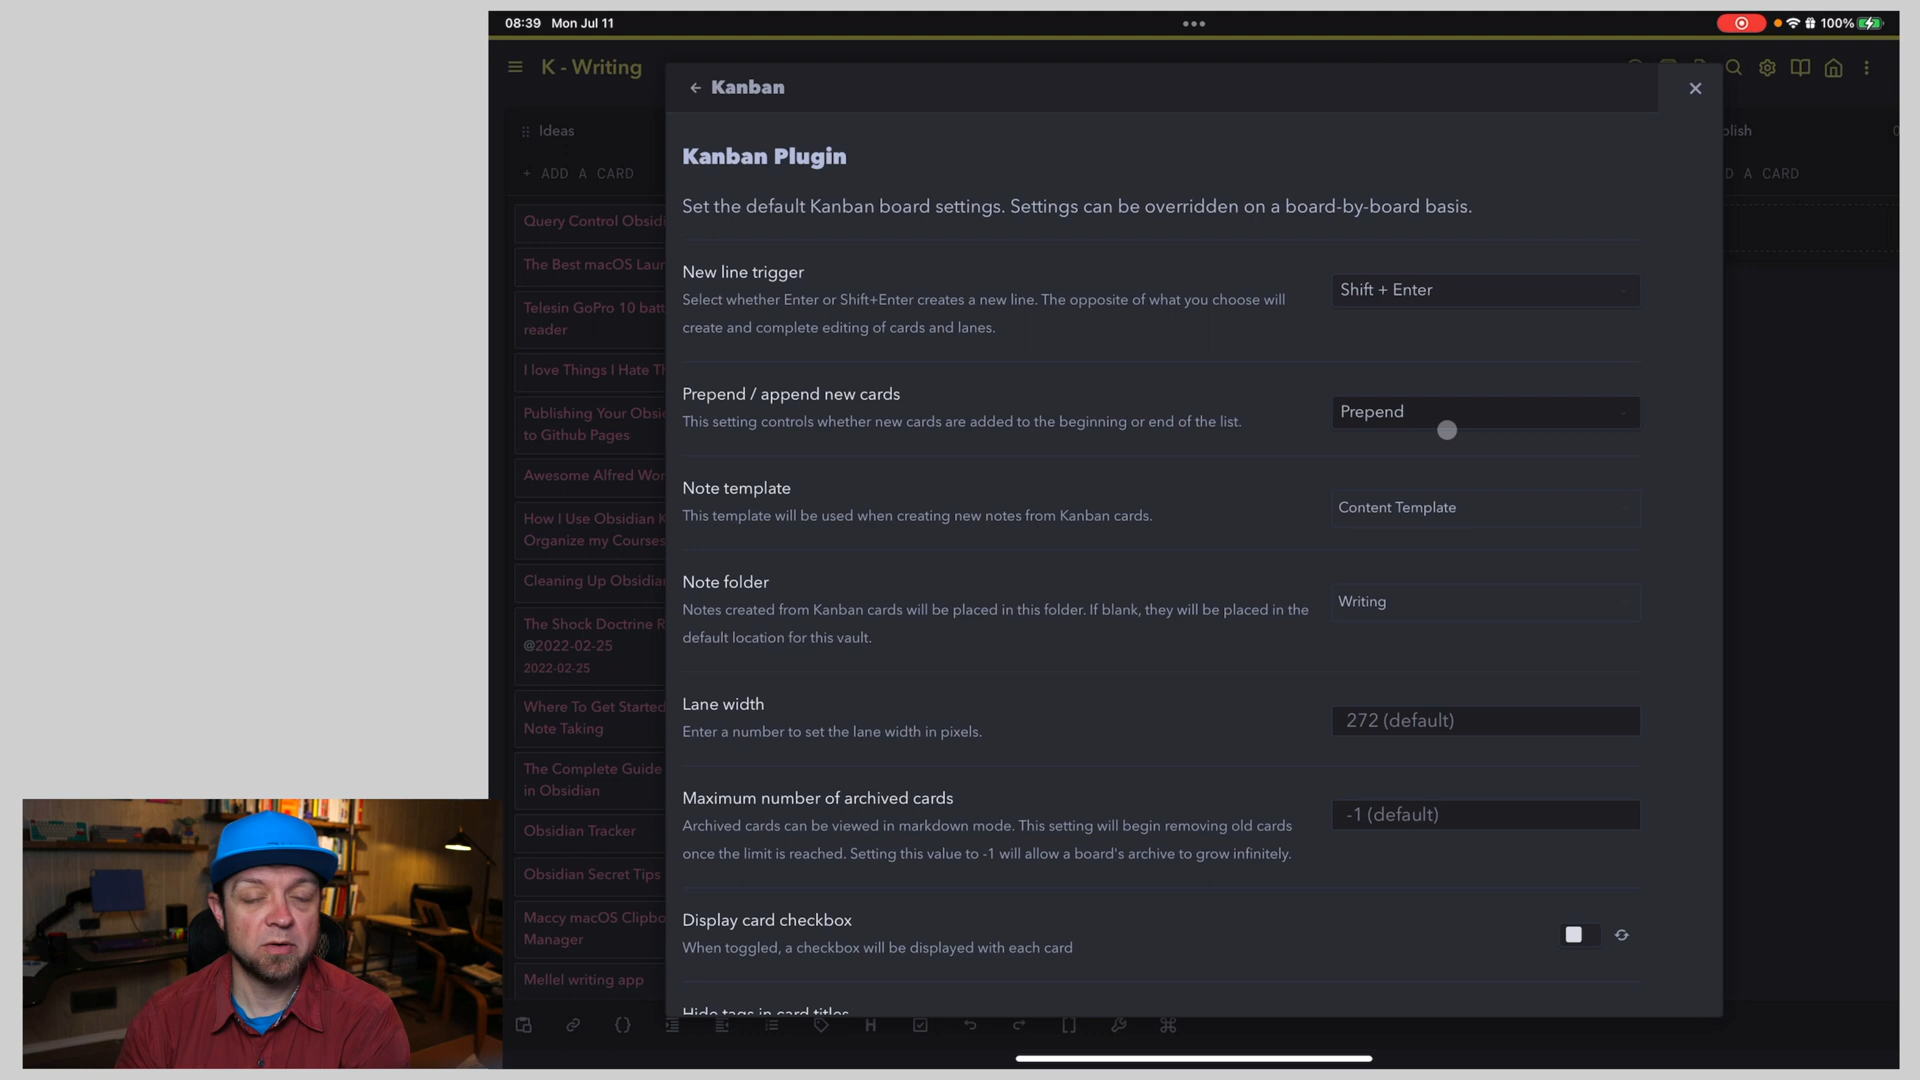 08:39 Mon Jul 11
100%
K - Writing
Kanban
Ideas
+ ADD A CARD
Query Control Obsidi
The Best macOS Laun
Telesin GoPro 10 batt
reader
I love Things I Hate Th
Publishing Your Obsi
to Github Pages
Awesome Alfred Wor
How I Use Obsidian K
Organize my Courses
Cleaning Up Obsidian
The Shock Doctrine R
@2022-02-25
2022-02-25
Where To Get Started
Note Taking
The Complete Guide
in Obsidian
Obsidian Tracker
Obsidian Secret Tips
Maccy macOS Clipbo
Manager
Mellel writing app
Kanban Plugin
Set the default Kanban board settings. Settings can be overridden on a board-by-board basis.
New line trigger
Select whether Enter or Shift+Enter creates a new line. The opposite of what you choose will
create and complete editing of cards and lanes.
Shift + Enter
Prepend / append new cards
This setting controls whether new cards are added to the beginning or end of the list.
Prepend
Note template
This template will be used when creating new notes from Kanban cards.
Content Template
Note folder
Notes created from Kanban cards will be placed in this folder. If blank, they will be placed in the
default location for this vault.
Writing
Lane width
Enter a number to set the lane width in pixels.
272 (default)
Maximum number of archived cards
Archived cards can be viewed in markdown mode. This setting will begin removing old cards
once the limit is reached. Setting this value to -1 will allow a board's archive to grow infinitely.
-1 (default)
Display card checkbox
When toggled, a checkbox will be displayed with each card
Hide tags in card titles
blish
D A CARD